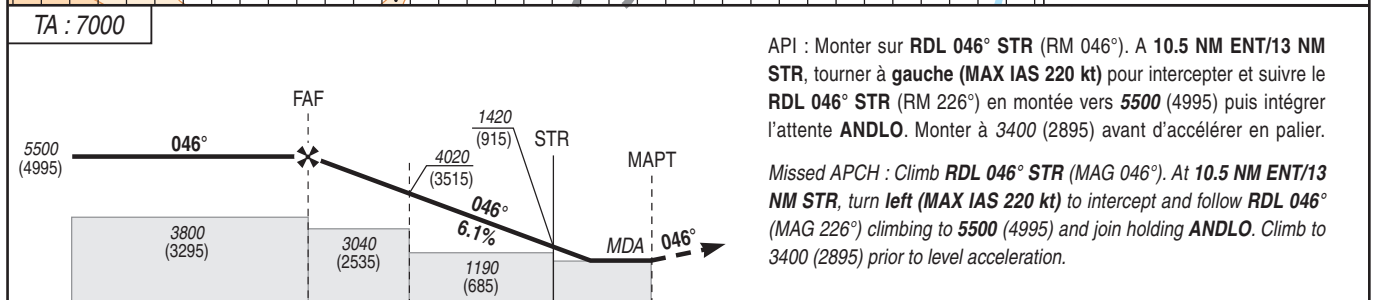 TA : 7000
API : Monter sur RDL 046° STR (RM 046°). A 10.5 NM ENT/13 NM
STR, tourner à gauche (MAX IAS 220 kt) pour intercepter et suivre le
RDL 046° STR (RM 226°) en montée vers 5500 (4995) puis intégrer
l'attente ANDLO. Monter à 3400 (2895) avant d'accélérer en palier.
Missed APCH : Climb RDL 046° STR (MAG 046°). At 10.5 NM ENT/13
NM STR, turn left (MAX IAS 220 kt) to intercept and follow RDL 046°
(MAG 226°) climbing to 5500 (4995) and join holding ANDLO. Climb to
3400 (2895) prior to level acceleration.
FAF
1420
(915)
STR
MAPT
5500
(4995)
046°
4020
(3515)
046°
6.1%
MDA
046°
3800
(3295)
3040
(2535)
1190
(685)